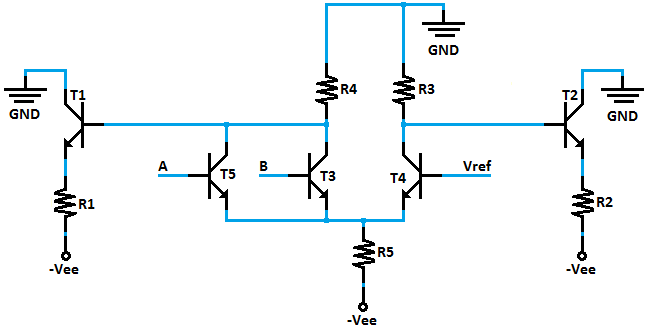 GND
T1
R4
R3
T2
GND
GND
A
B
Vref
T5
T3
T4
R1
R2
R5
-Vee
-Vee
-Vee